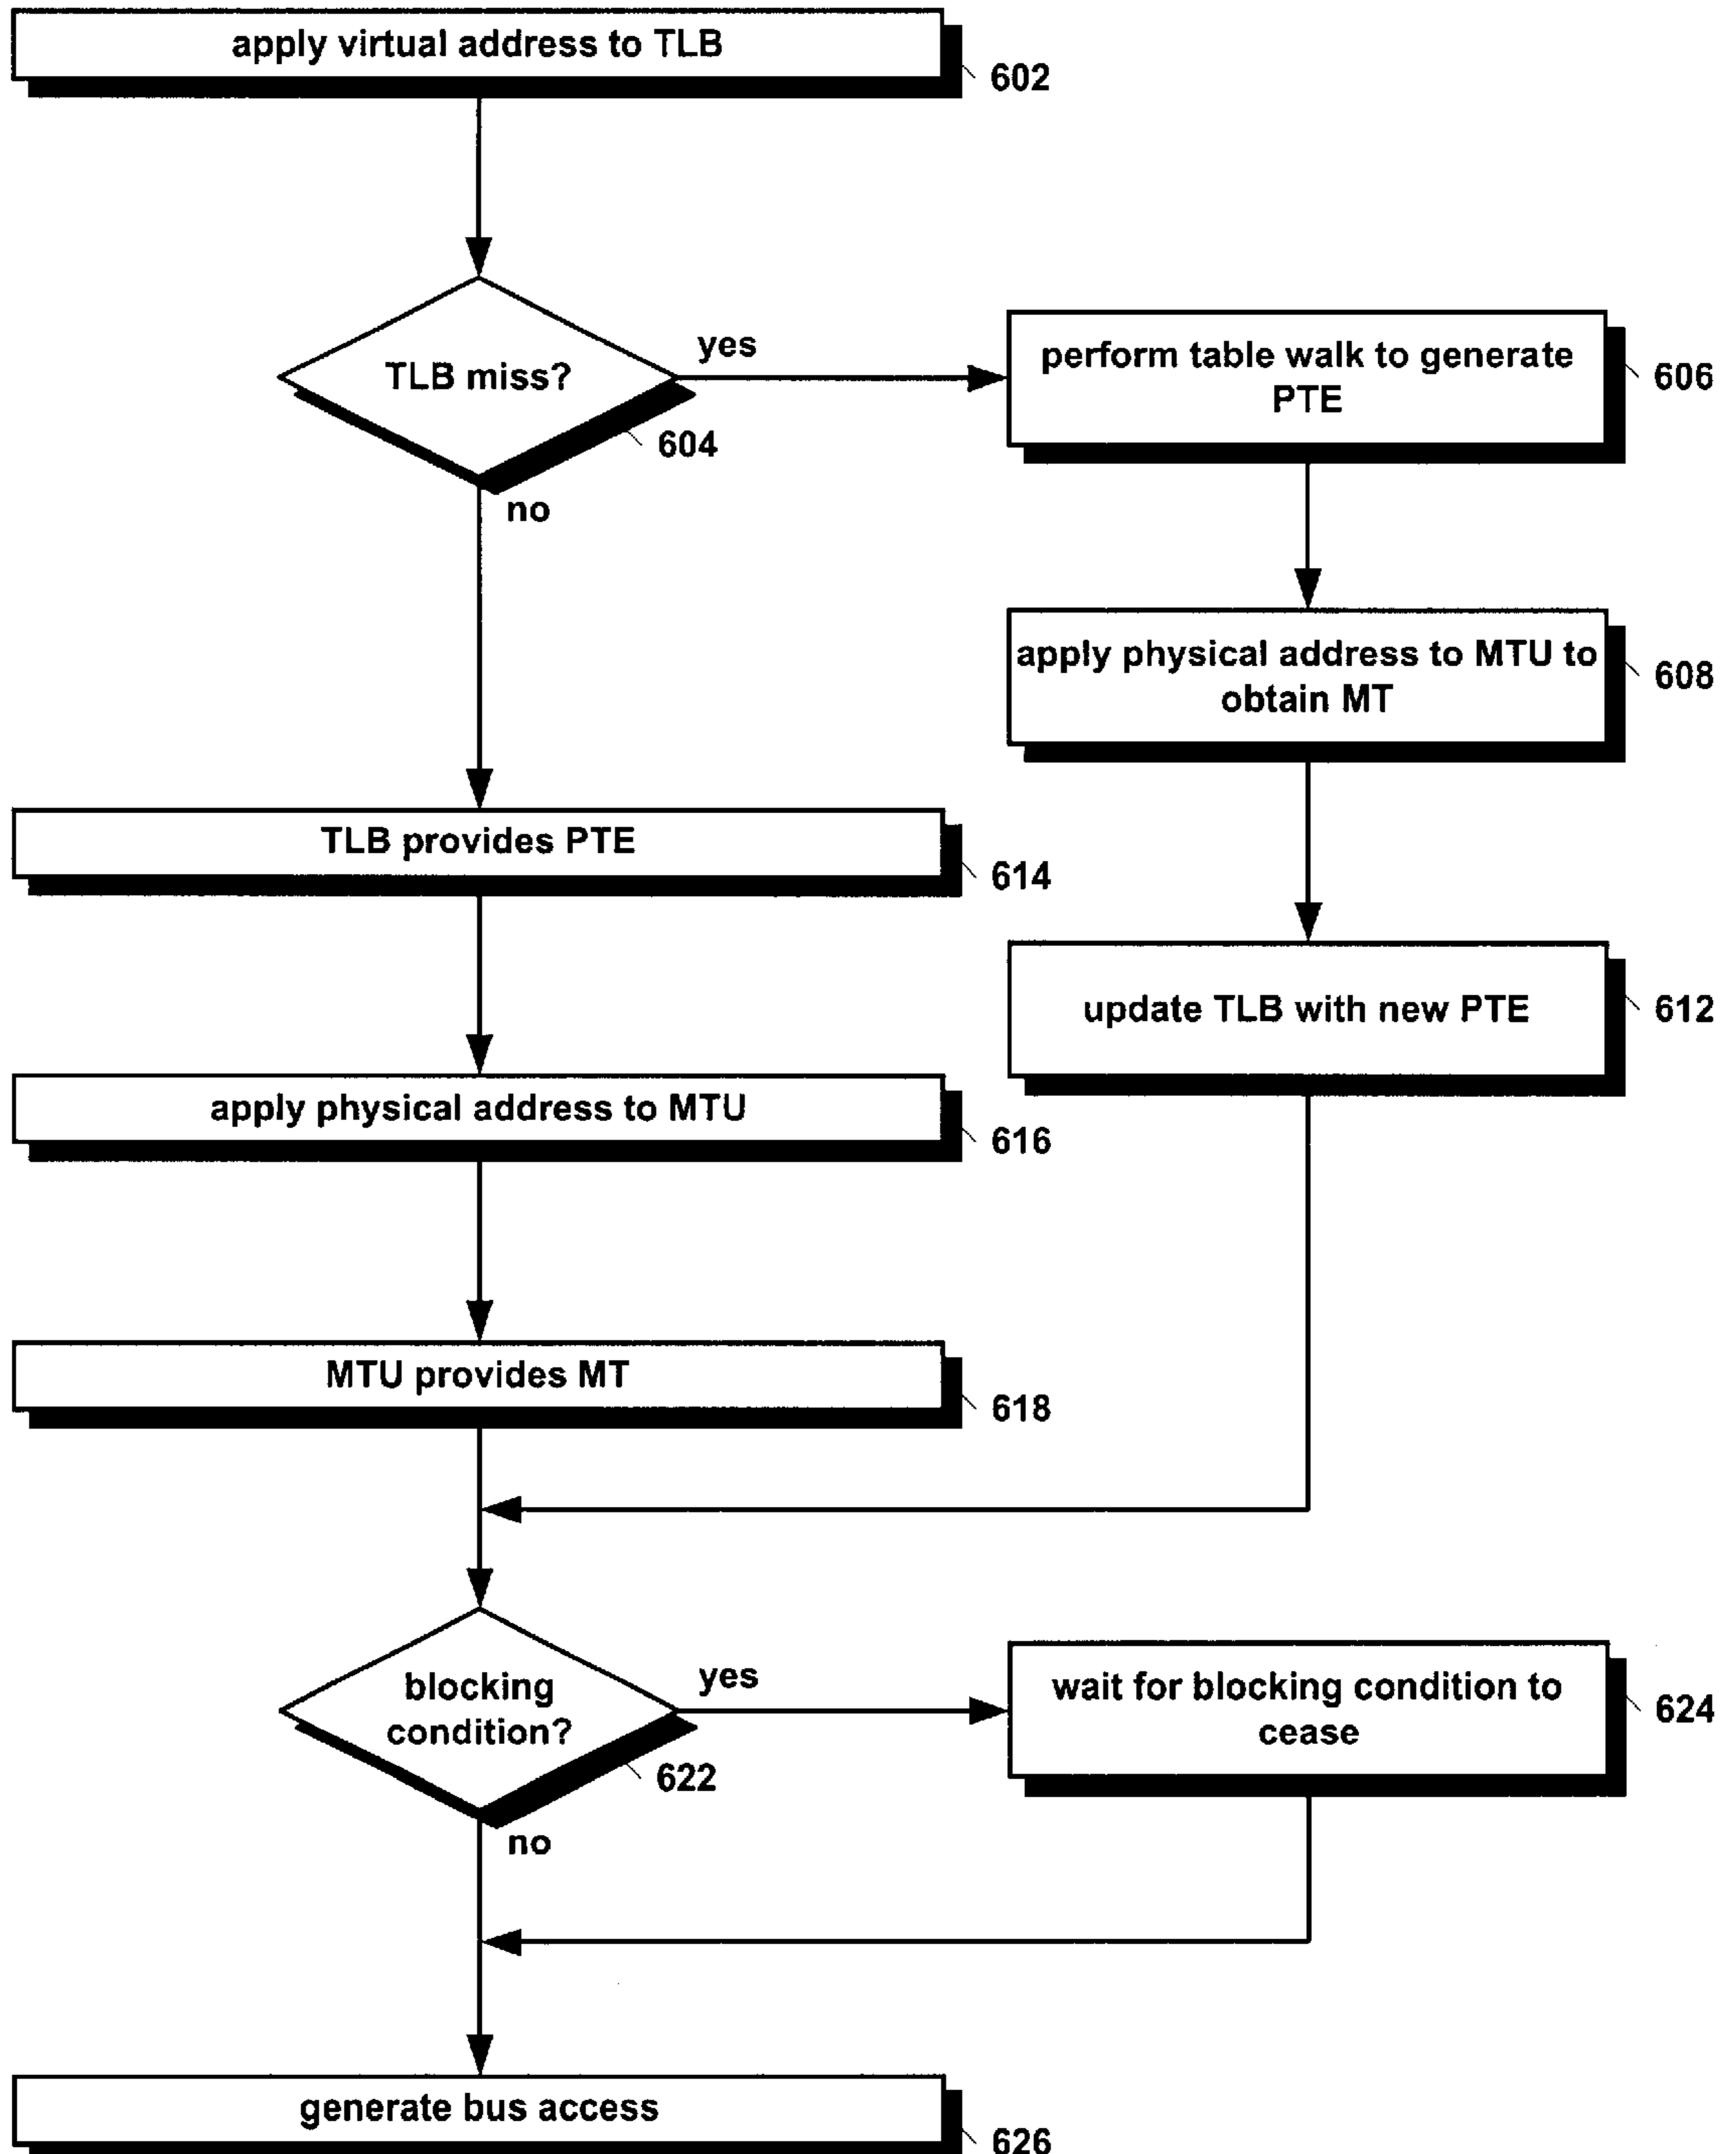 apply virtual address to TLB
602
TLB miss?
yes
604
no
perform table walk to generate
PTE
606
apply physical address to MTU to
obtain MT
608
update TLB with new PTE
612
TLB provides PTE
614
apply physical address to MTU
616
MTU provides MT
618
blocking
condition?
yes
622
no
wait for blocking condition to
cease
624
generate bus access
626